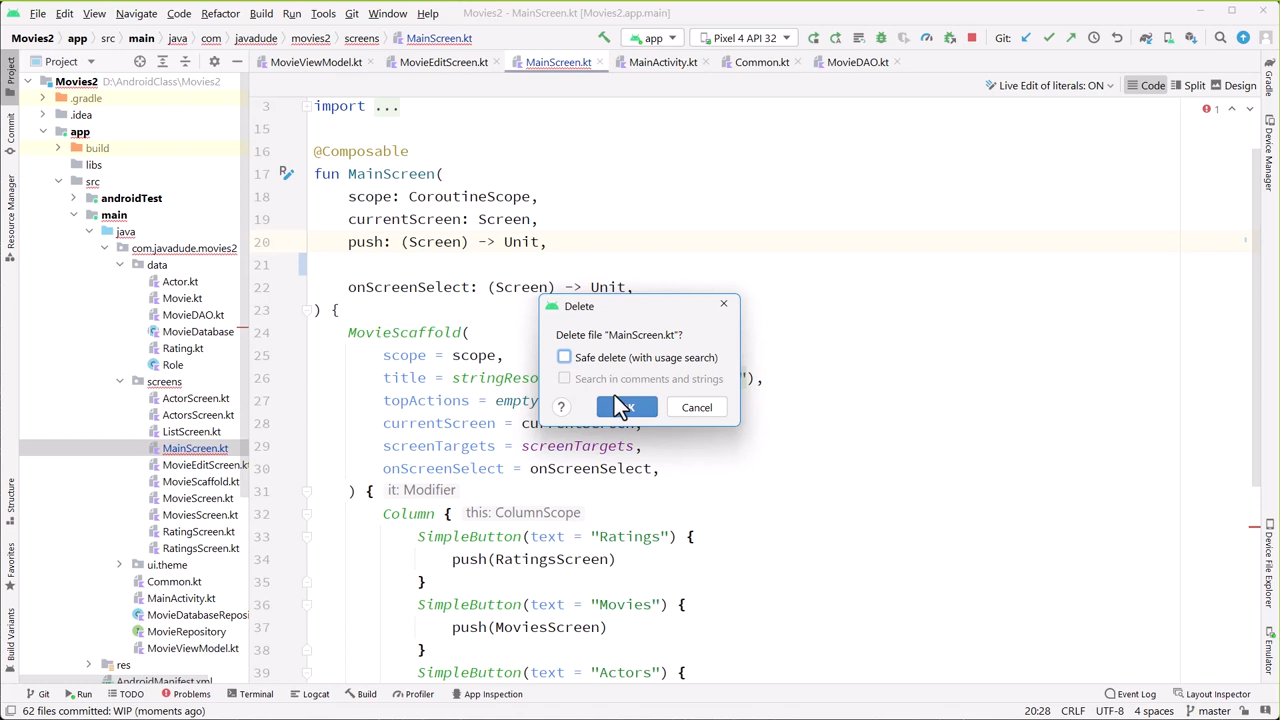 File Edit View Navigate Code Refactor Build Run Tools Git Window Help Movies2 - MainScreen.kt [Movies2.app.main]
Movies2 app src main java com javadude movies2 screens MainScreen.kt app Pixel 4 API 32 Git:
Project MovieViewModel.kt MovieEditScreen.kt MainScreen.kt MainActivity.kt Common.kt MovieDAO.kt
Live Edit of literals: ON Code Split Design
Project
Commit
Resource Manager
Structure
Favorites
Build Variants
Movies2 D:\AndroidClass\Movies2
.gradle
.idea
app
build
libs
src
androidTest
main
java
com.javadude.movies2
data
Actor.kt
Movie.kt
MovieDAO.kt
MovieDatabase
Rating.kt
Role
screens
ActorScreen.kt
ActorsScreen.kt
ListScreen.kt
MainScreen.kt
MovieEditScreen.kt
MovieScaffold.kt
MovieScreen.kt
MoviesScreen.kt
RatingScreen.kt
RatingsScreen.kt
ui.theme
Common.kt
MainActivity.kt
MovieDatabaseReposi
MovieRepository
MovieViewModel.kt
res
AndroidManifest.xml
3 import ...
15
16 @Composable
17 fun MainScreen(
18 scope: CoroutineScope,
19 currentScreen: Screen,
20 push: (Screen) -> Unit,
21
22 onScreenSelect: (Screen) -> Unit,
23 ) {
24 MovieScaffold(
25 scope = scope,
26 title = stringReso "),
27 topActions = empty
28 currentScreen = currentScreen,
29 screenTargets = screenTargets,
30 onScreenSelect = onScreenSelect,
31 ) { it: Modifier
32 Column { this: ColumnScope
33 SimpleButton(text = "Ratings") {
34 push(RatingsScreen)
35 }
36 SimpleButton(text = "Movies") {
37 push(MoviesScreen)
38 }
39 SimpleButton(text = "Actors") {
1
Delete
Delete file "MainScreen.kt"?
Safe delete (with usage search)
Search in comments and strings
? Cancel
Gradle
Device Manager
Device File Explorer
Emulator
Git Run TODO Problems Terminal Logcat Build Profiler App Inspection Event Log Layout Inspector
62 files committed: WIP (moments ago) 20:28 CRLF UTF-8 4 spaces master